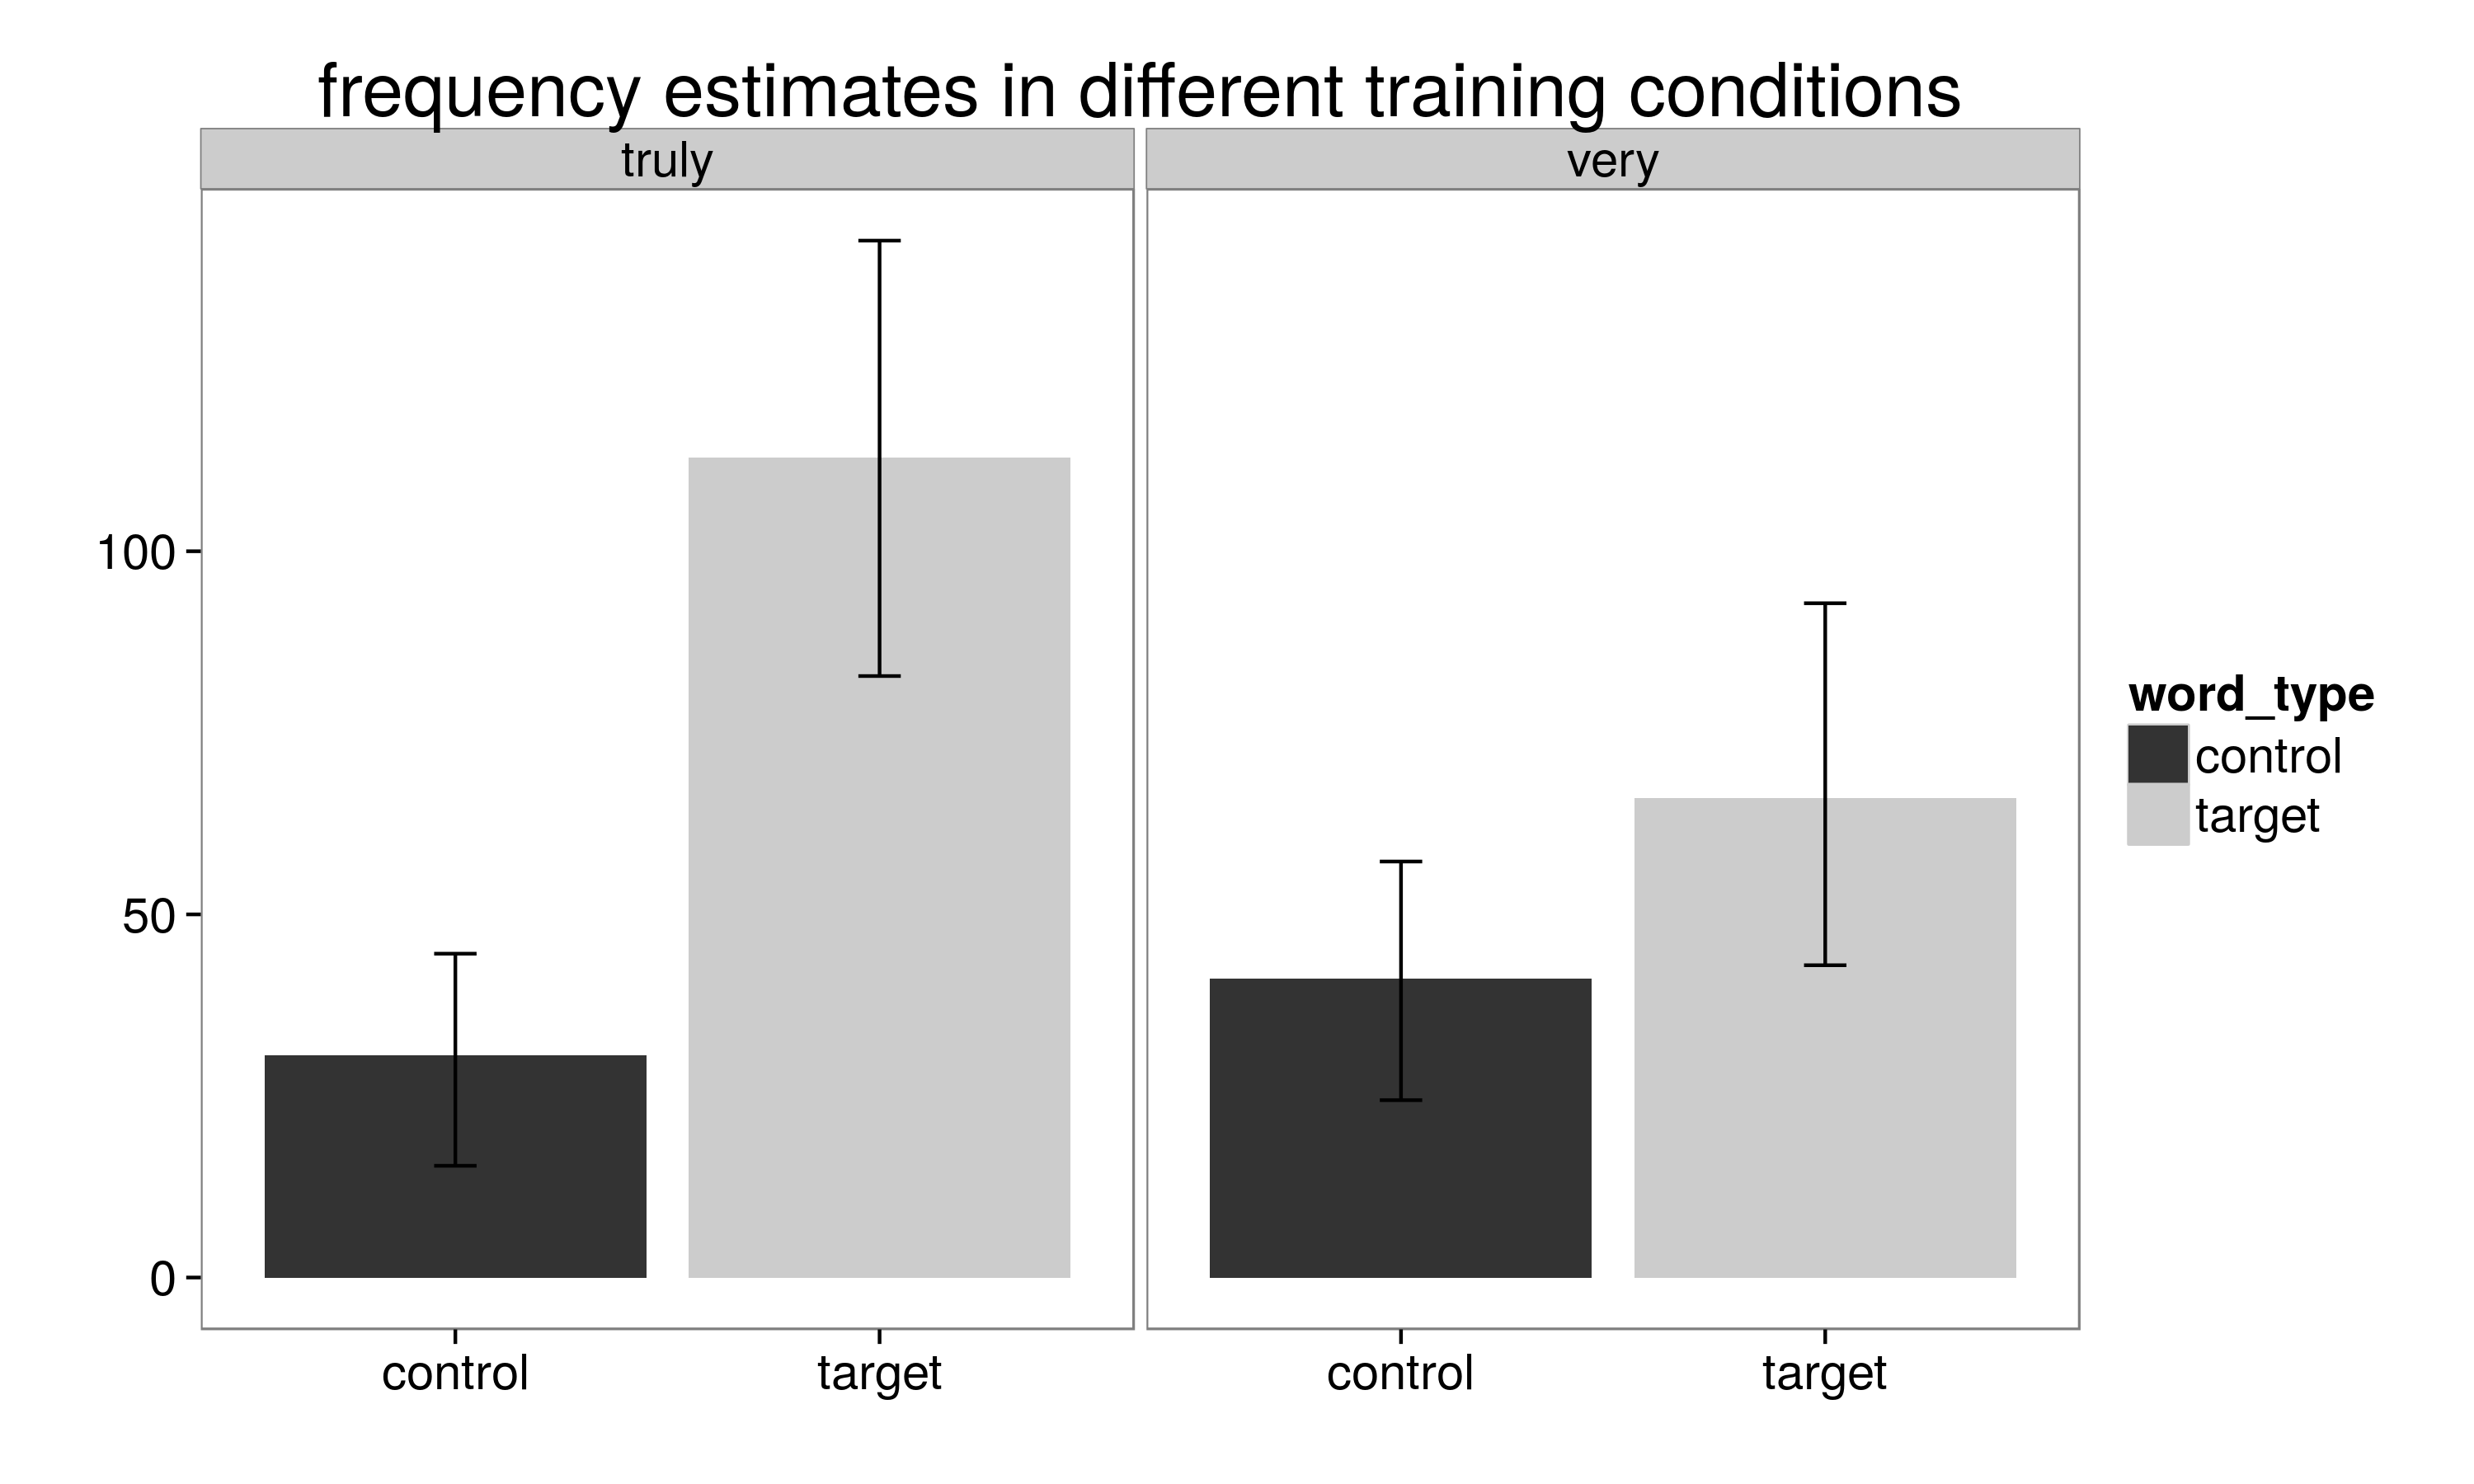 frequency estimates in different training conditions
truly
very
100
50
0
control
target
control
target
word_type
control
target